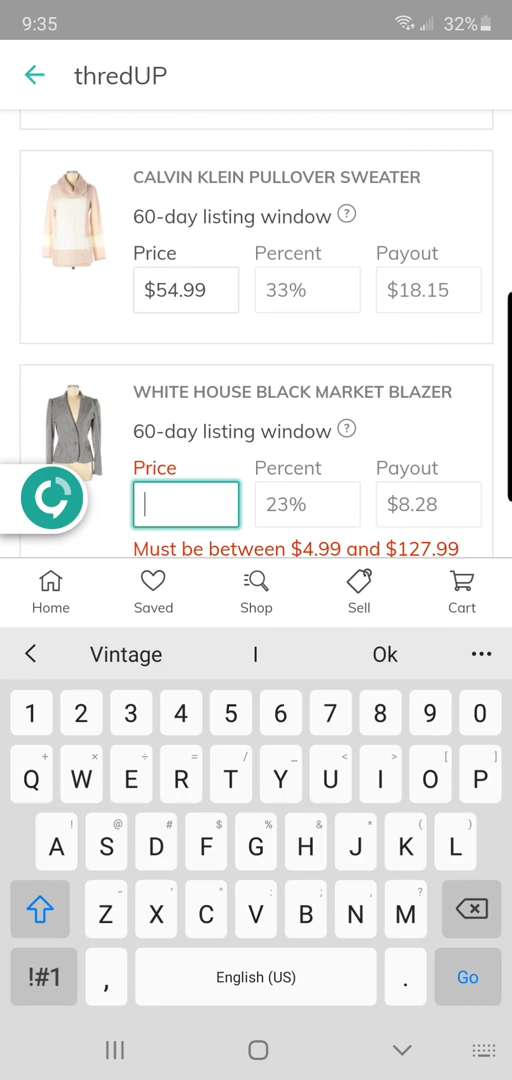 9:35 32%
thredUP
CALVIN KLEIN PULLOVER SWEATER
60-day listing window ?
Price Percent Payout
$54.99 33% $18.15
WHITE HOUSE BLACK MARKET BLAZER
60-day listing window ?
Price Percent Payout
23% $8.28
Must be between $4.99 and $127.99
Home Saved Shop Sell Cart
Vintage I Ok
1 2 3 4 5 6 7 8 9 0
+ × ÷ = / _ < > [ ]
Q W E R T Y U I O P
! @ # $ % & * ( )
A S D F G H J K L
- ' " : ; , ?
Z X C V B N M
!#1 , English (US) . Go